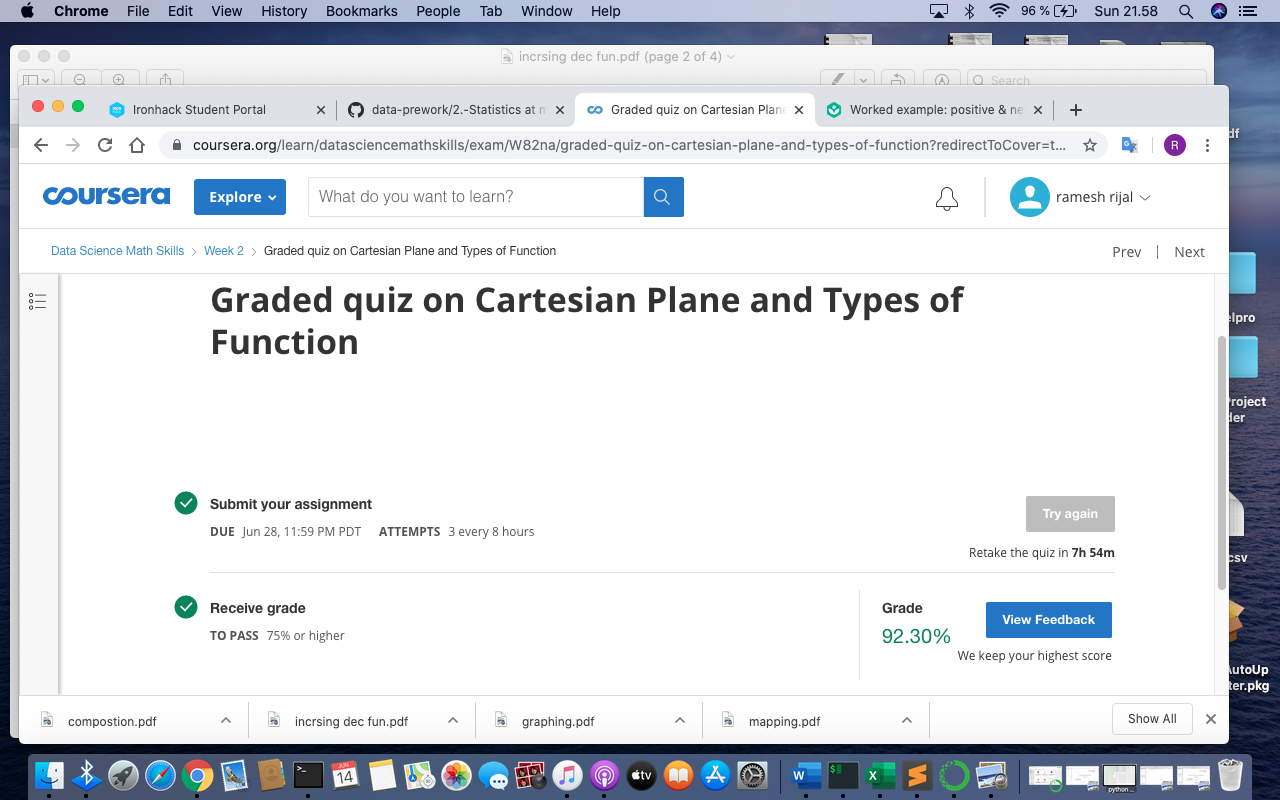 Chrome File Edit View History Bookmarks People Tab Window Help 96 % Sun 21.58
incrsing dec fun.pdf (page 2 of 4)
Search
Ironhack Student Portal data-prework/2.-Statistics at m Graded quiz on Cartesian Plane Worked example: positive & ne
coursera.org/learn/datasciencemathskills/exam/W82na/graded-quiz-on-cartesian-plane-and-types-of-function?redirectToCover=t... R
coursera Explore What do you want to learn? ramesh rijal
Data Science Math Skills > Week 2 > Graded quiz on Cartesian Plane and Types of Function Prev | Next
Graded quiz on Cartesian Plane and Types of
Function
Submit your assignment
Try again
DUE Jun 28, 11:59 PM PDT ATTEMPTS 3 every 8 hours
Retake the quiz in 7h 54m
Receive grade
TO PASS 75% or higher
Grade
92.30%
View Feedback
We keep your highest score
compostion.pdf incrsing dec fun.pdf graphing.pdf mapping.pdf Show All
df
elpro
Project
der
csv
AutoUp
ter.pkg
JUN
14
tv
python ...